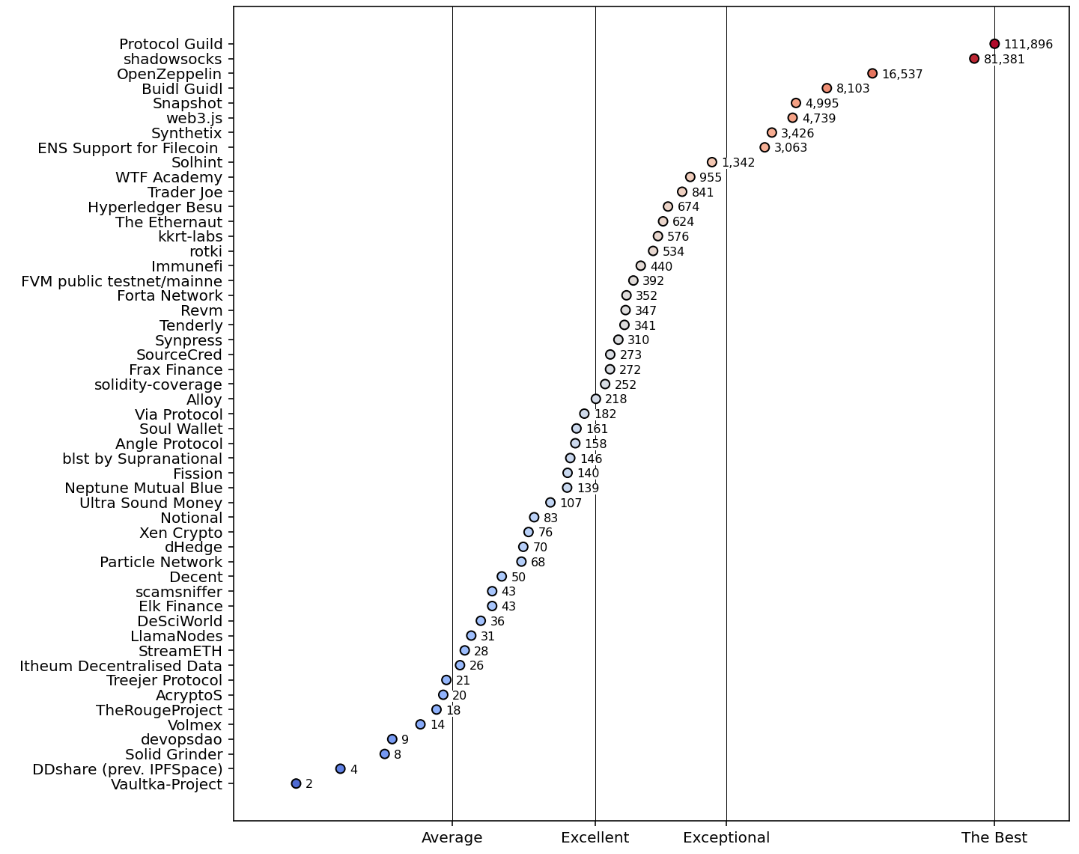 Protocol Guild 111,896
shadowsocks 81,381
OpenZeppelin 16,537
Buidl Guidl 8,103
Snapshot 4,995
web3.js 4,739
Synthetix 3,426
ENS Support for Filecoin 3,063
Solhint 1,342
WTF Academy 955
Trader Joe 841
Hyperledger Besu 674
The Ethernaut 624
kkrt-labs 576
rotki 534
Immunefi 440
FVM public testnet/mainne 392
Forta Network 352
Revm 347
Tenderly 341
Synpress 310
SourceCred 273
Frax Finance 272
solidity-coverage 252
Alloy 218
Via Protocol 182
Soul Wallet 161
Angle Protocol 158
blst by Supranational 146
Fission 140
Neptune Mutual Blue 139
Ultra Sound Money 107
Notional 83
Xen Crypto 76
dHedge 70
Particle Network 68
Decent 50
scamsniffer 43
Elk Finance 43
DeSciWorld 36
LlamaNodes 31
StreamETH 28
Itheum Decentralised Data 26
Treejer Protocol 21
AcryptoS 20
TheRougeProject 18
Volmex 14
devopsdao 9
Solid Grinder 8
DDshare (prev. IPFSpace) 4
Vaultka-Project 2
Average Excellent Exceptional The Best